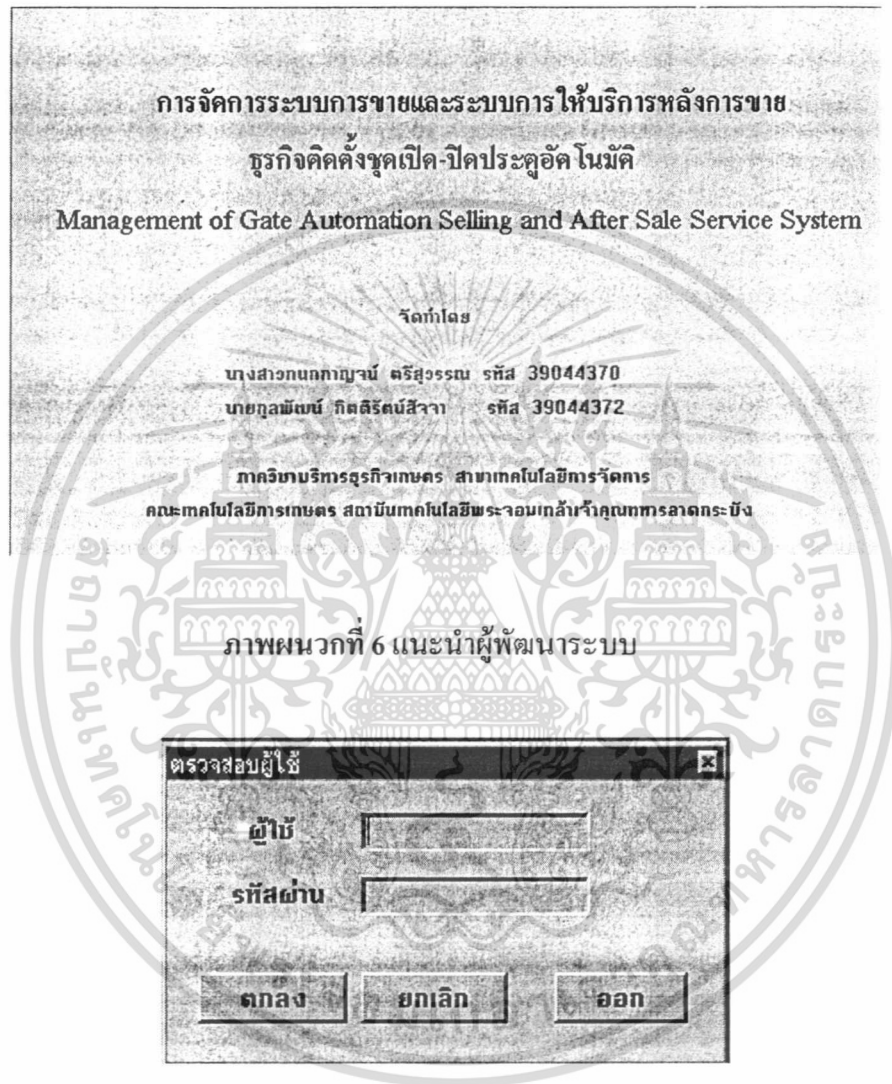 การจัดการระบบการขายและระบบการให้บริการหลังการขาย
ธุรกิจติดตั้งชุดเปิด-ปิดประตูอัตโนมัติ
Management of Gate Automation Selling and After Sale Service System
จัดทำโดย
นางสาวกนกกาญจน์ ตรีสุวรรณ รหัส 39044370
นายกุลพัฒน์ กิตติรัตน์สัจจา รหัส 39044372
ภาควิชาบริหารธุรกิจเกษตร สาขาเทคโนโลยีการจัดการ
คณะเทคโนโลยีการเกษตร สถาบันเทคโนโลยีพระจอมเกล้าเจ้าคุณทหารลาดกระบัง
ภาพผนวกที่ 6 แนะนำผู้พัฒนาระบบ
ตรวจสอบผู้ใช้
ผู้ใช้
รหัสผ่าน
ตกลง ยกเลิก ออก